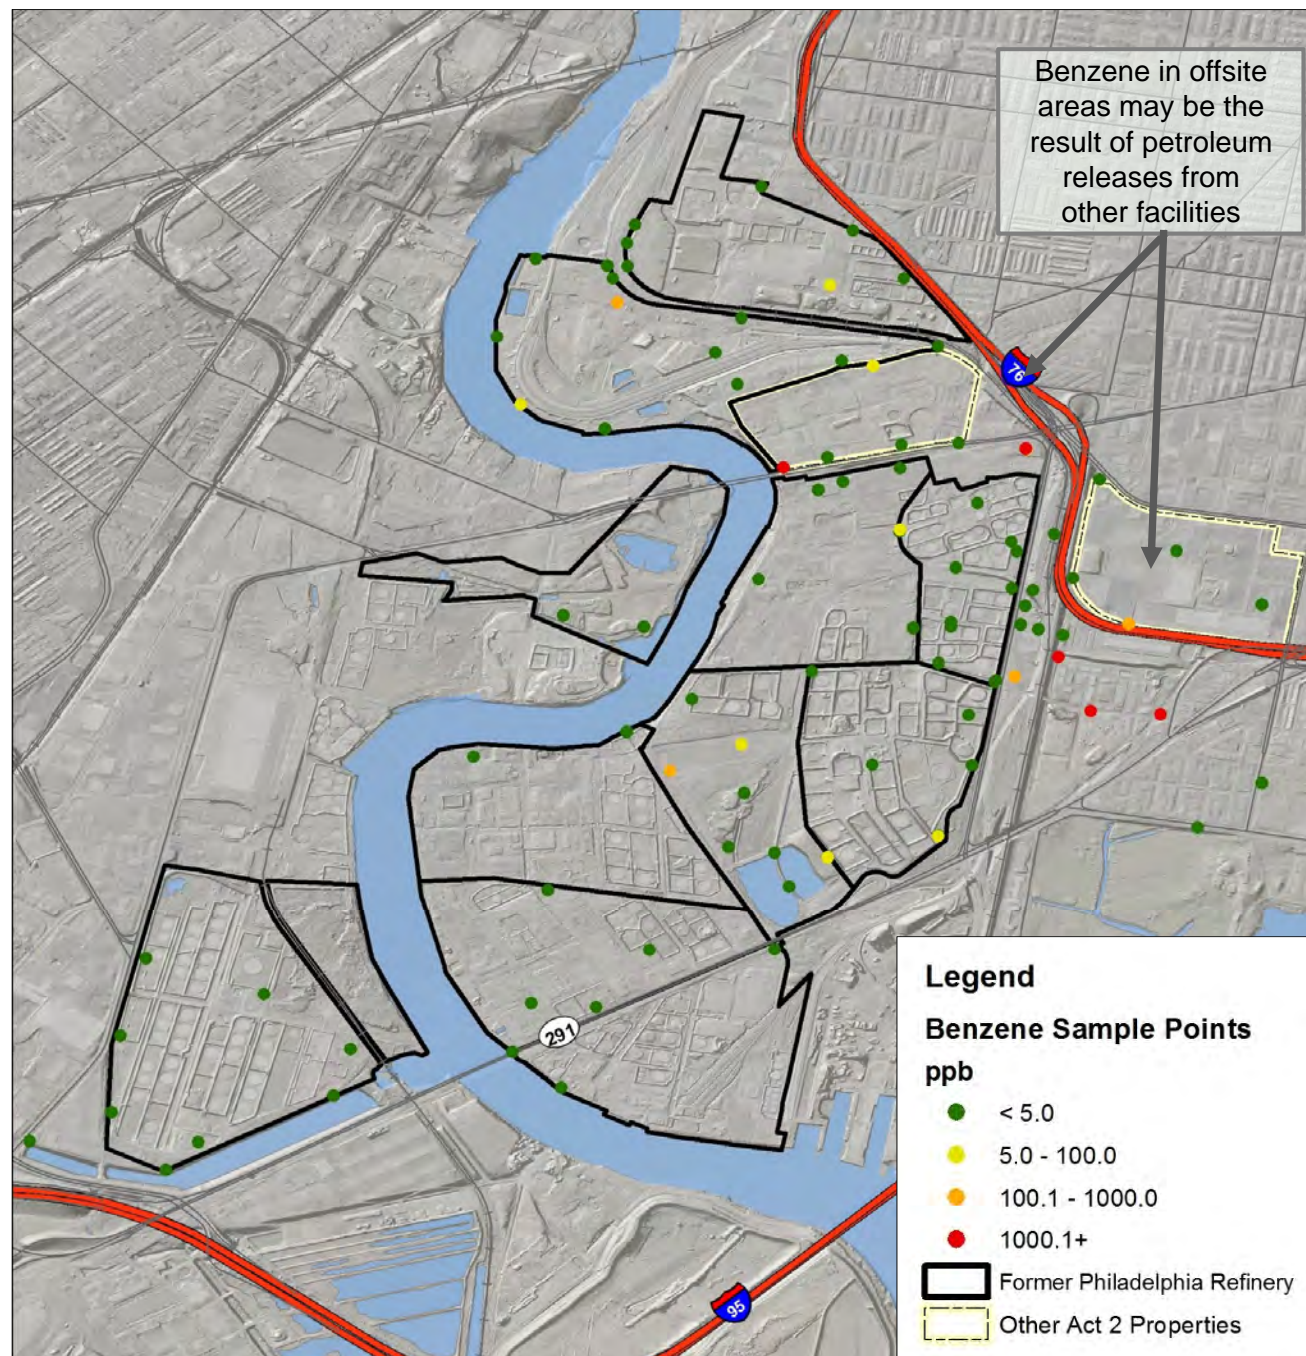 Benzene in offsite
areas may be the
result of petroleum
releases from
other facilities
76
291
95
Legend
Benzene Sample Points
ppb
< 5.0
5.0 - 100.0
100.1 - 1000.0
1000.1+
Former Philadelphia Refinery
Other Act 2 Properties